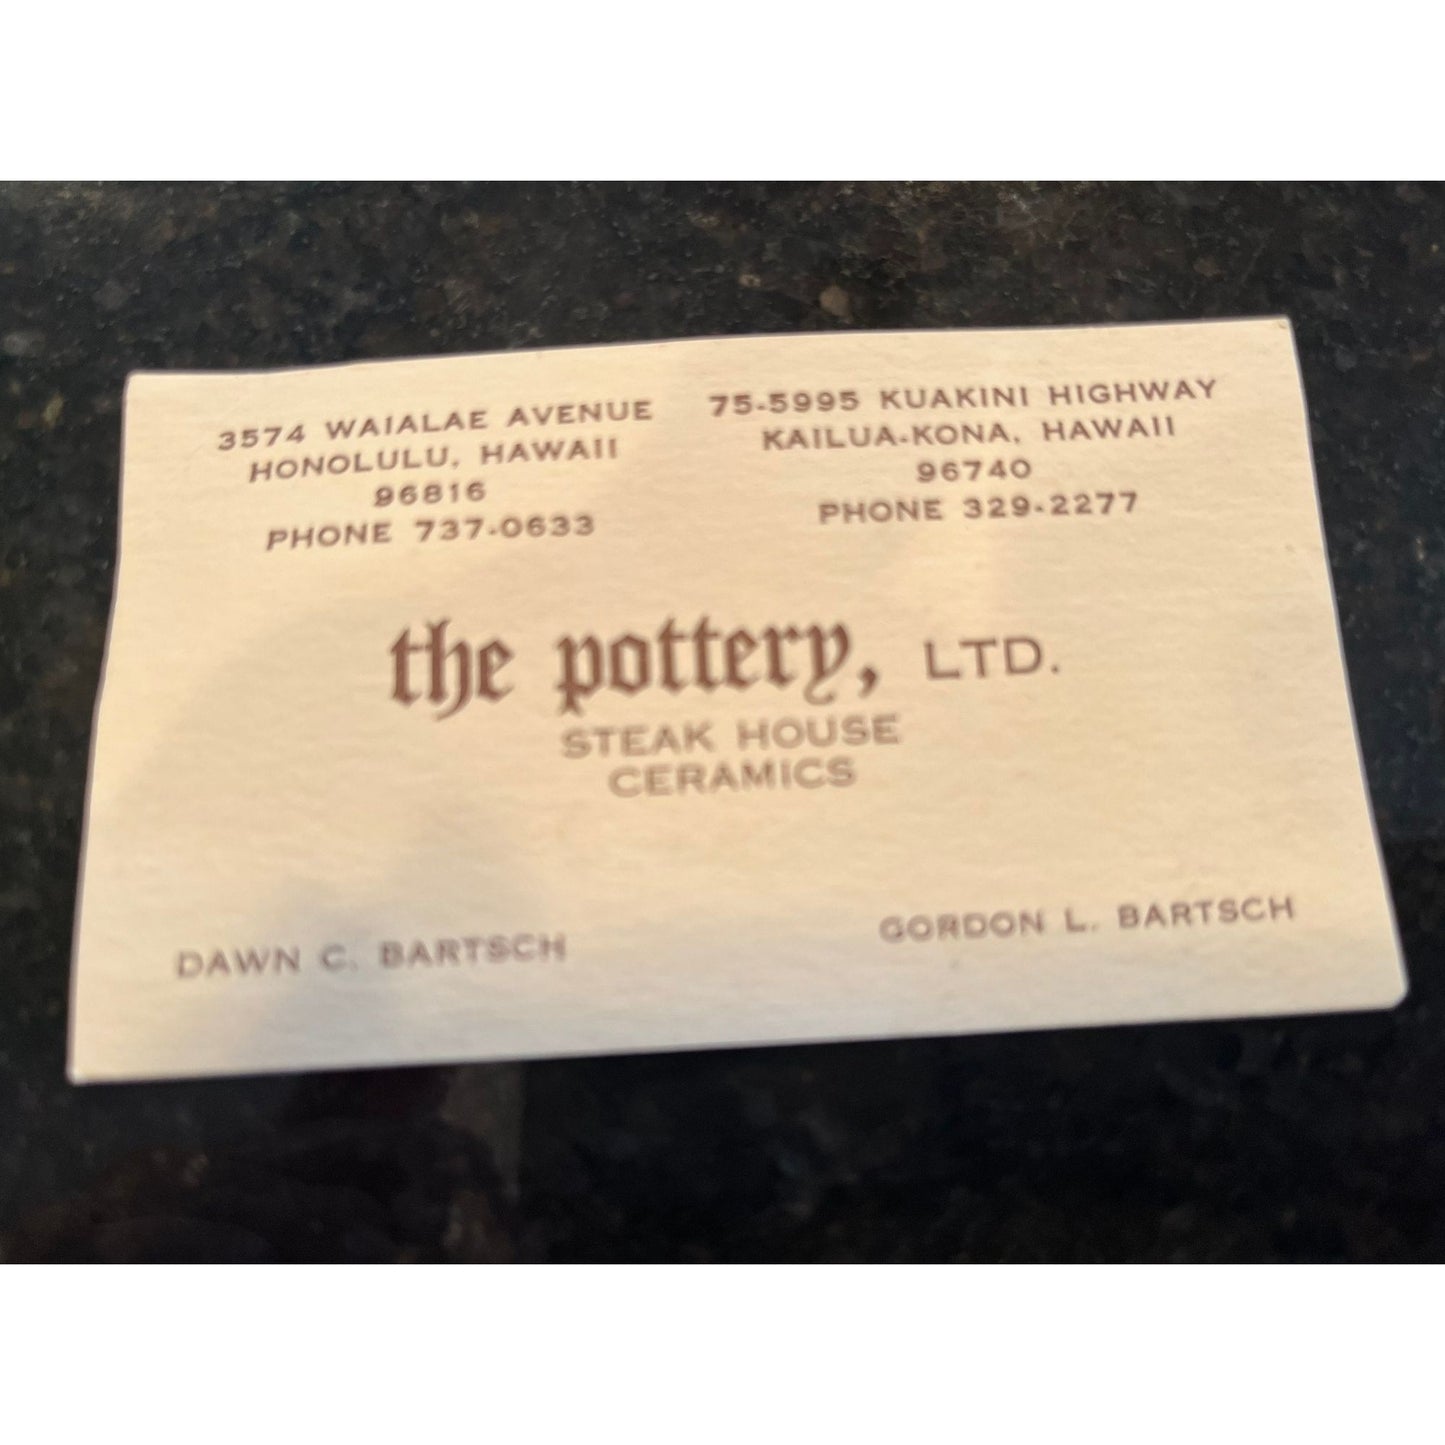 3574 WAIALAE AVENUE
HONOLULU, HAWAII
96816
PHONE 737-0633
75-5995 KUAKINI HIGHWAY
KAILUA-KONA, HAWAII
96740
PHONE 329-2277
the pottery, LTD.
STEAK HOUSE
CERAMICS
DAWN C. BARTSCH
GORDON L. BARTSCH